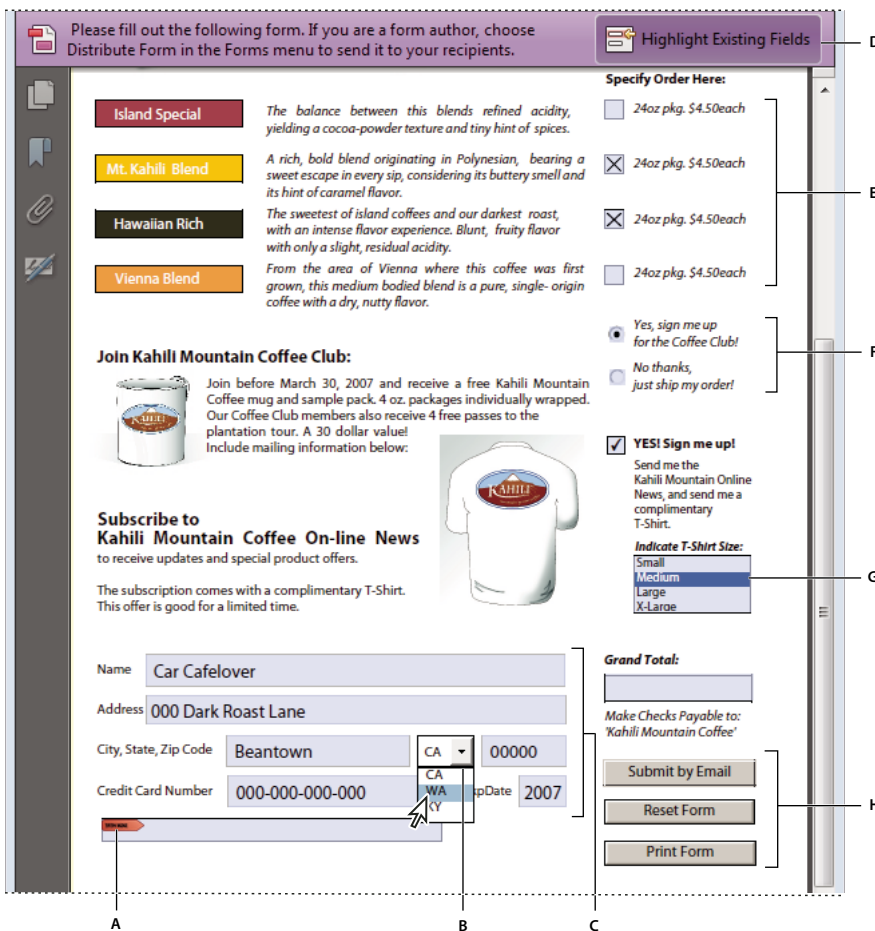 Please fill out the following form. If you are a form author, choose
Distribute Form in the Forms menu to send it to your recipients.
Highlight Existing Fields
D
Specify Order Here:
Island Special
The balance between this blends refined acidity,
yielding a cocoa-powder texture and tiny hint of spices.
24oz pkg. $4.50each
Mt. Kahili Blend
A rich, bold blend originating in Polynesian, bearing a
sweet escape in every sip, considering its buttery smell and
its hint of caramel flavor.
24oz pkg. $4.50each
E
Hawaiian Rich
The sweetest of island coffees and our darkest roast,
with an intense flavor experience. Blunt, fruity flavor
with only a slight, residual acidity.
24oz pkg. $4.50each
Vienna Blend
From the area of Vienna where this coffee was first
grown, this medium bodied blend is a pure, single- origin
coffee with a dry, nutty flavor.
24oz pkg. $4.50each
Yes, sign me up
for the Coffee Club!
F
No thanks,
just ship my order!
Join Kahili Mountain Coffee Club:
Join before March 30, 2007 and receive a free Kahili Mountain
Coffee mug and sample pack. 4 oz. packages individually wrapped.
Our Coffee Club members also receive 4 free passes to the
plantation tour. A 30 dollar value!
Include mailing information below:
KAHILI
KAHILI
YES! Sign me up!
Send me the
Kahili Mountain Online
News, and send me a
complimentary
T-Shirt.
Subscribe to
Kahili Mountain Coffee On-line News
to receive updates and special product offers.
The subscription comes with a complimentary T-Shirt.
This offer is good for a limited time.
Indicate T-Shirt Size:
Small
Medium
Large
X-Large
G
Name
Car Cafelover
Address
000 Dark Roast Lane
City, State, Zip Code
Beantown
CA
00000
CA
WA
KY
Credit Card Number
000-000-000-000
xpDate
2007
Grand Total:
Make Checks Payable to:
'Kahili Mountain Coffee'
Submit by Email
Reset Form
Print Form
H
A
B
C